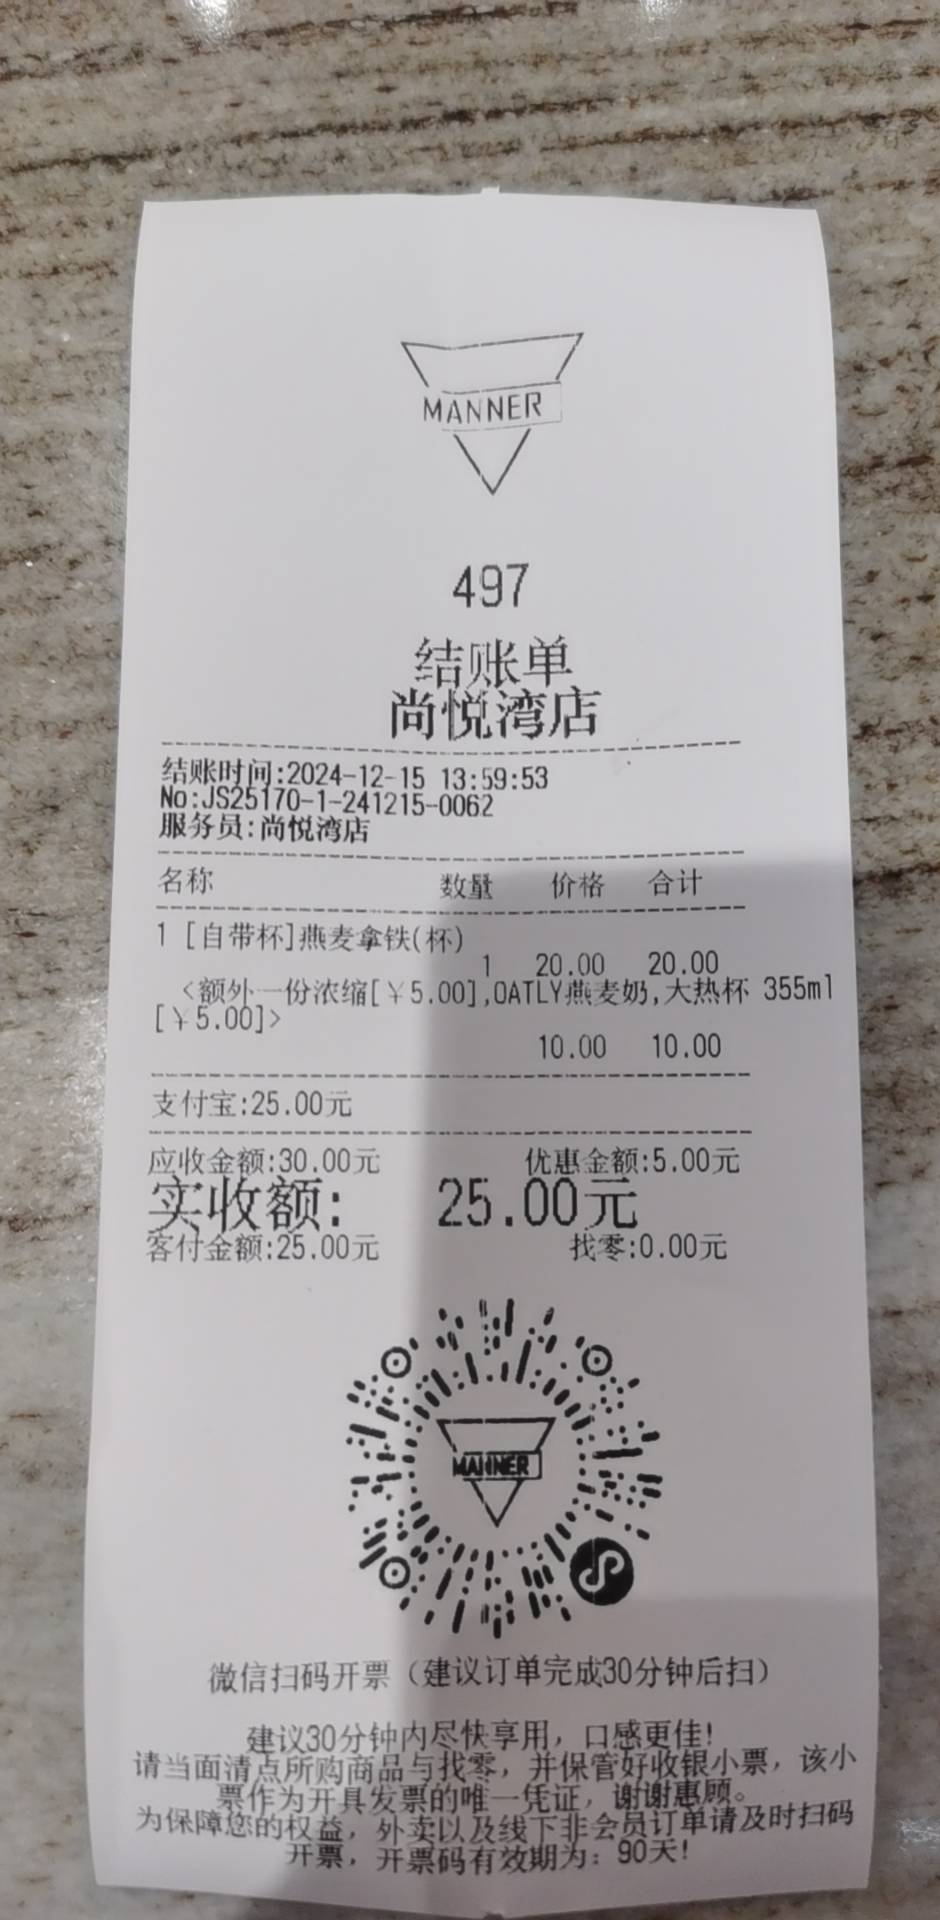 MANNER
497
结账单
尚悦湾店
结账时间:2024-12-15 13:59:53
No:JS25170-1-241215-0062
服务员:尚悦湾店
名称 数量 价格 合计
1 [自带杯]燕麦拿铁(杯)
1 20.00 20.00
<额外一份浓缩[￥5.00],OATLY燕麦奶,大热杯 355ml
[￥5.00]>
10.00 10.00
支付宝:25.00元
应收金额:30.00元 优惠金额:5.00元
实收额: 25.00元
客付金额:25.00元 找零:0.00元
MANNER
微信扫码开票（建议订单完成30分钟后扫）
建议30分钟内尽快享用，口感更佳!
请当面清点所购商品与找零，并保管好收银小票，该小
票作为开具发票的唯一凭证，谢谢惠顾。
为保障您的权益，外卖以及线下非会员订单请及时扫码
开票，开票码有效期为：90天!